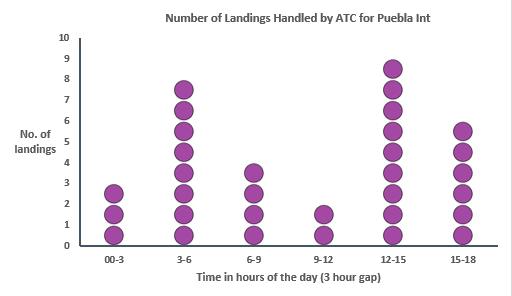 Number of Landings Handled by ATC for Puebla Int
10
9
8
7
6
5
4
3
2
1
0
No. of
landings
00-3 3-6 6-9 9-12 12-15 15-18
Time in hours of the day (3 hour gap)